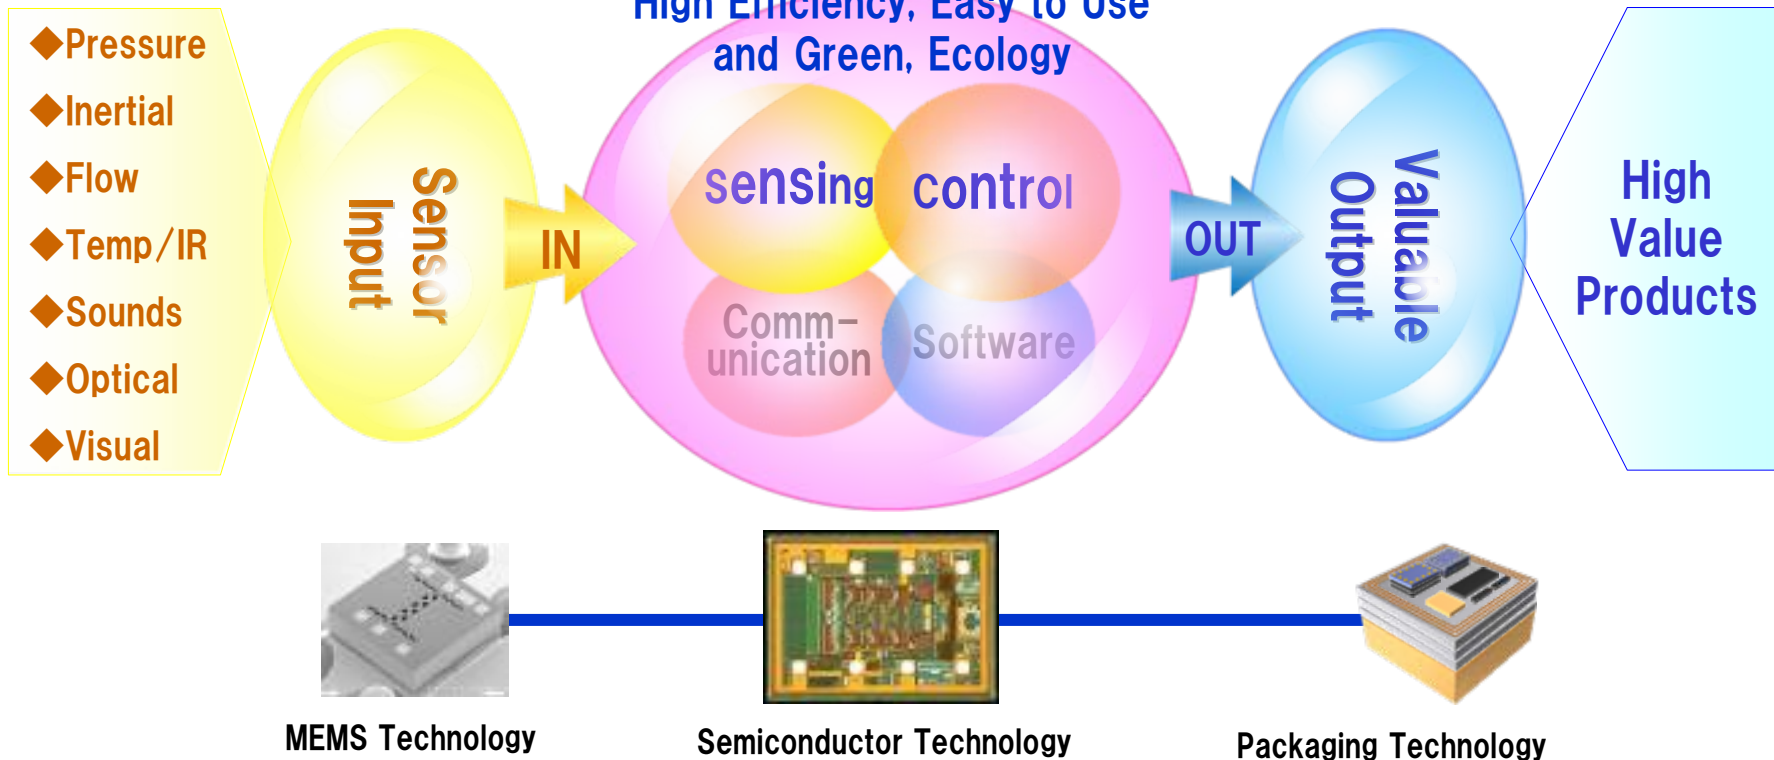 High Efficiency, Easy to Use
and Green, Ecology
◆Pressure
◆Inertial
◆Flow
◆Temp/IR
◆Sounds
◆Optical
◆Visual
Sensor
Input
IN
sensing
control
Comm-
unication
Software
OUT
Valuable
Output
High
Value
Products
MEMS Technology
Semiconductor Technology
Packaging Technology